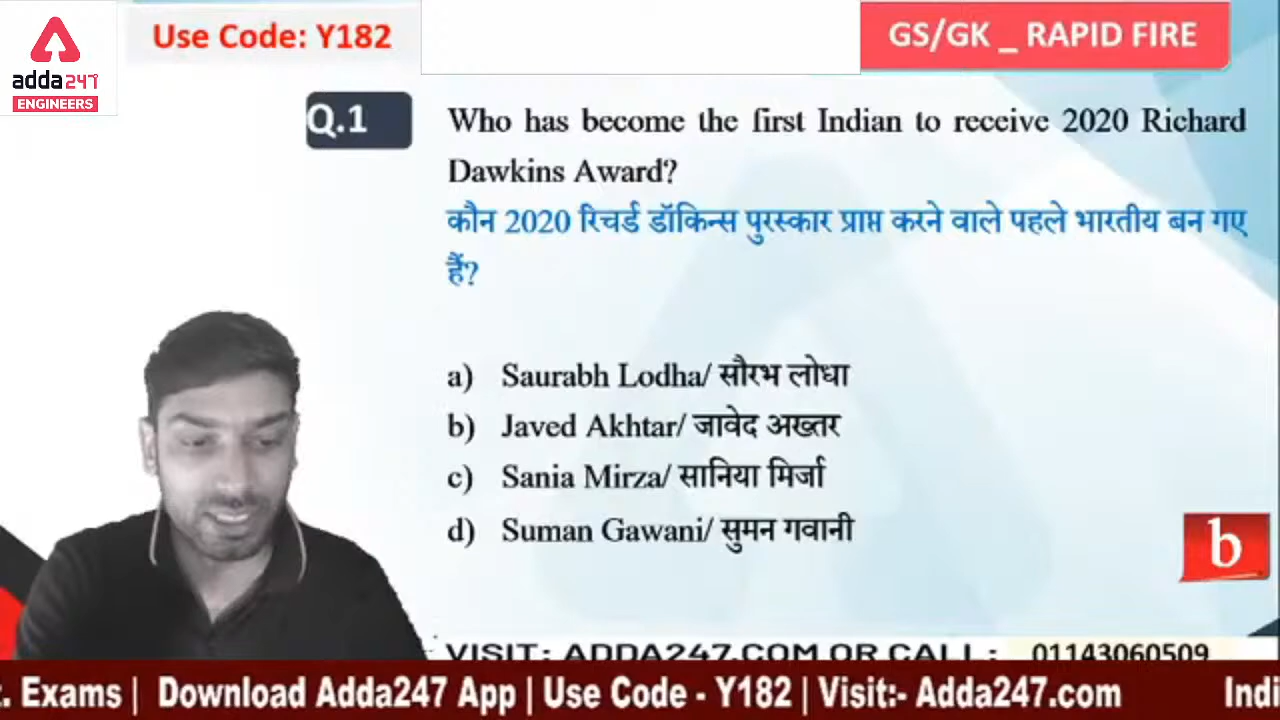 Use Code: Y182
GS/GK _ RAPID FIRE
adda247
ENGINEERS
Q.1
Who has become the first Indian to receive 2020 Richard
Dawkins Award?
कौन 2020 रिचर्ड डॉकिन्स पुरस्कार प्राप्त करने वाले पहले भारतीय बन गए
हैं?
a) Saurabh Lodha/ सौरभ लोधा
b) Javed Akhtar/ जावेद अख्तर
c) Sania Mirza/ सानिया मिर्जा
d) Suman Gawani/ सुमन गवानी
b
VISIT: ADDA247.COM OR CALL: 01143060509
. Exams | Download Adda247 App | Use Code - Y182 | Visit:- Adda247.com